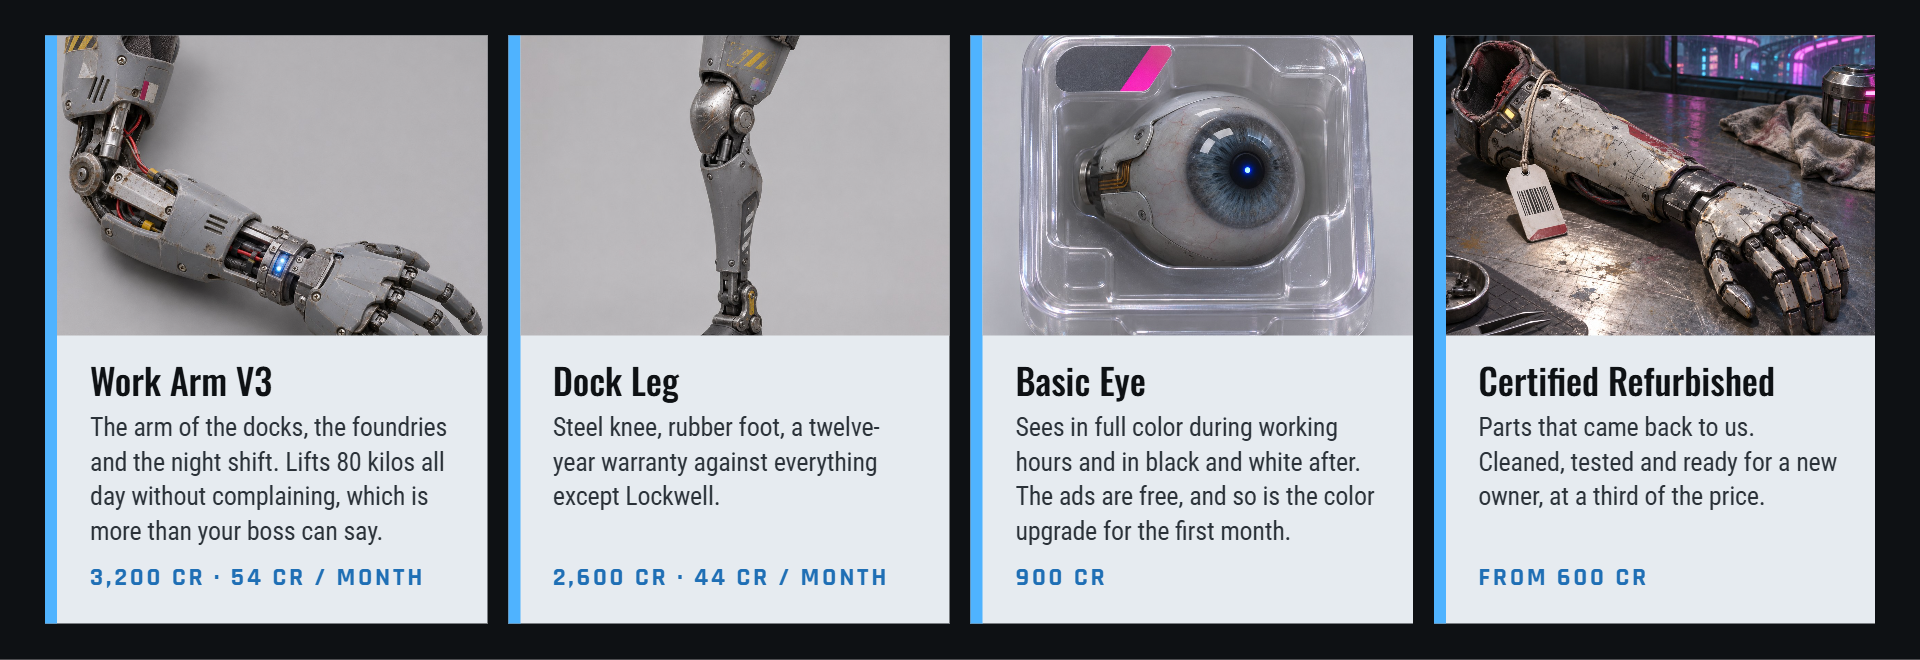 Work Arm V3
The arm of the docks, the foundries
and the night shift. Lifts 80 kilos all
day without complaining, which is
more than your boss can say.
3,200 CR · 54 CR / MONTH
Dock Leg
Steel knee, rubber foot, a twelve-
year warranty against everything
except Lockwell.
2,600 CR · 44 CR / MONTH
Basic Eye
Sees in full color during working
hours and in black and white after.
The ads are free, and so is the color
upgrade for the first month.
900 CR
Certified Refurbished
Parts that came back to us.
Cleaned, tested and ready for a new
owner, at a third of the price.
FROM 600 CR